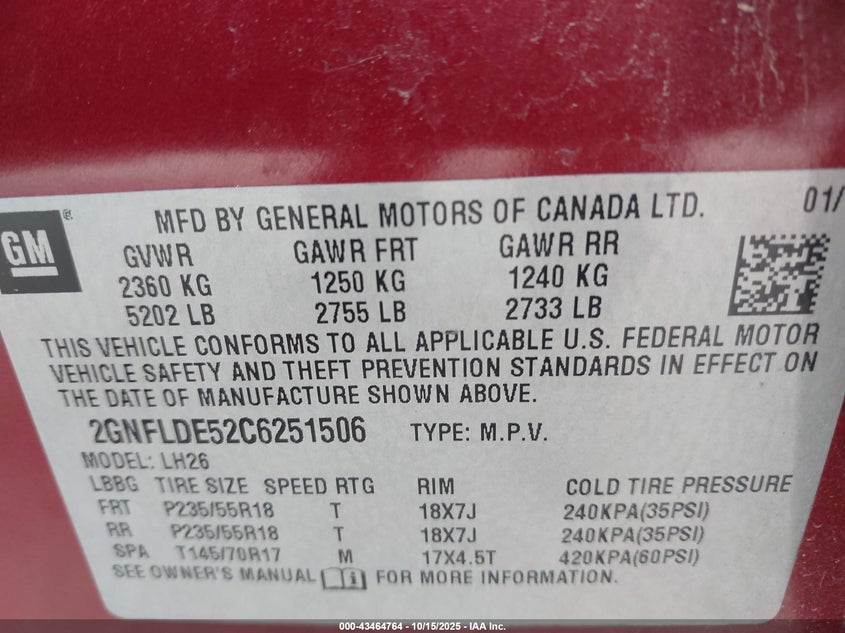 GM
MFD BY GENERAL MOTORS OF CANADA LTD. 01/
GVWR GAWR FRT GAWR RR
2360 KG 1250 KG 1240 KG
5202 LB 2755 LB 2733 LB
THIS VEHICLE CONFORMS TO ALL APPLICABLE U.S. FEDERAL MOTOR
VEHICLE SAFETY AND THEFT PREVENTION STANDARDS IN EFFECT ON
THE DATE OF MANUFACTURE SHOWN ABOVE.
2GNFLDE52C6251506 TYPE: M.P.V.
MODEL: LH26
LBBG TIRE SIZE SPEED RTG RIM COLD TIRE PRESSURE
FRT P235/55R18 T 18X7J 240KPA(35PSI)
RR P235/55R18 T 18X7J 240KPA(35PSI)
SPA T145/70R17 M 17X4.5T 420KPA(60PSI)
SEE OWNER'S MANUAL FOR MORE INFORMATION.
000-43464764 - 10/15/2025 - IAA Inc.